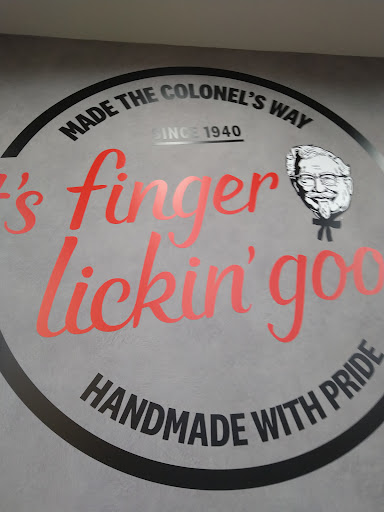 MADE THE COLONEL'S WAY
SINCE 1940
t's finger
lickin' goo
HANDMADE WITH PRIDE